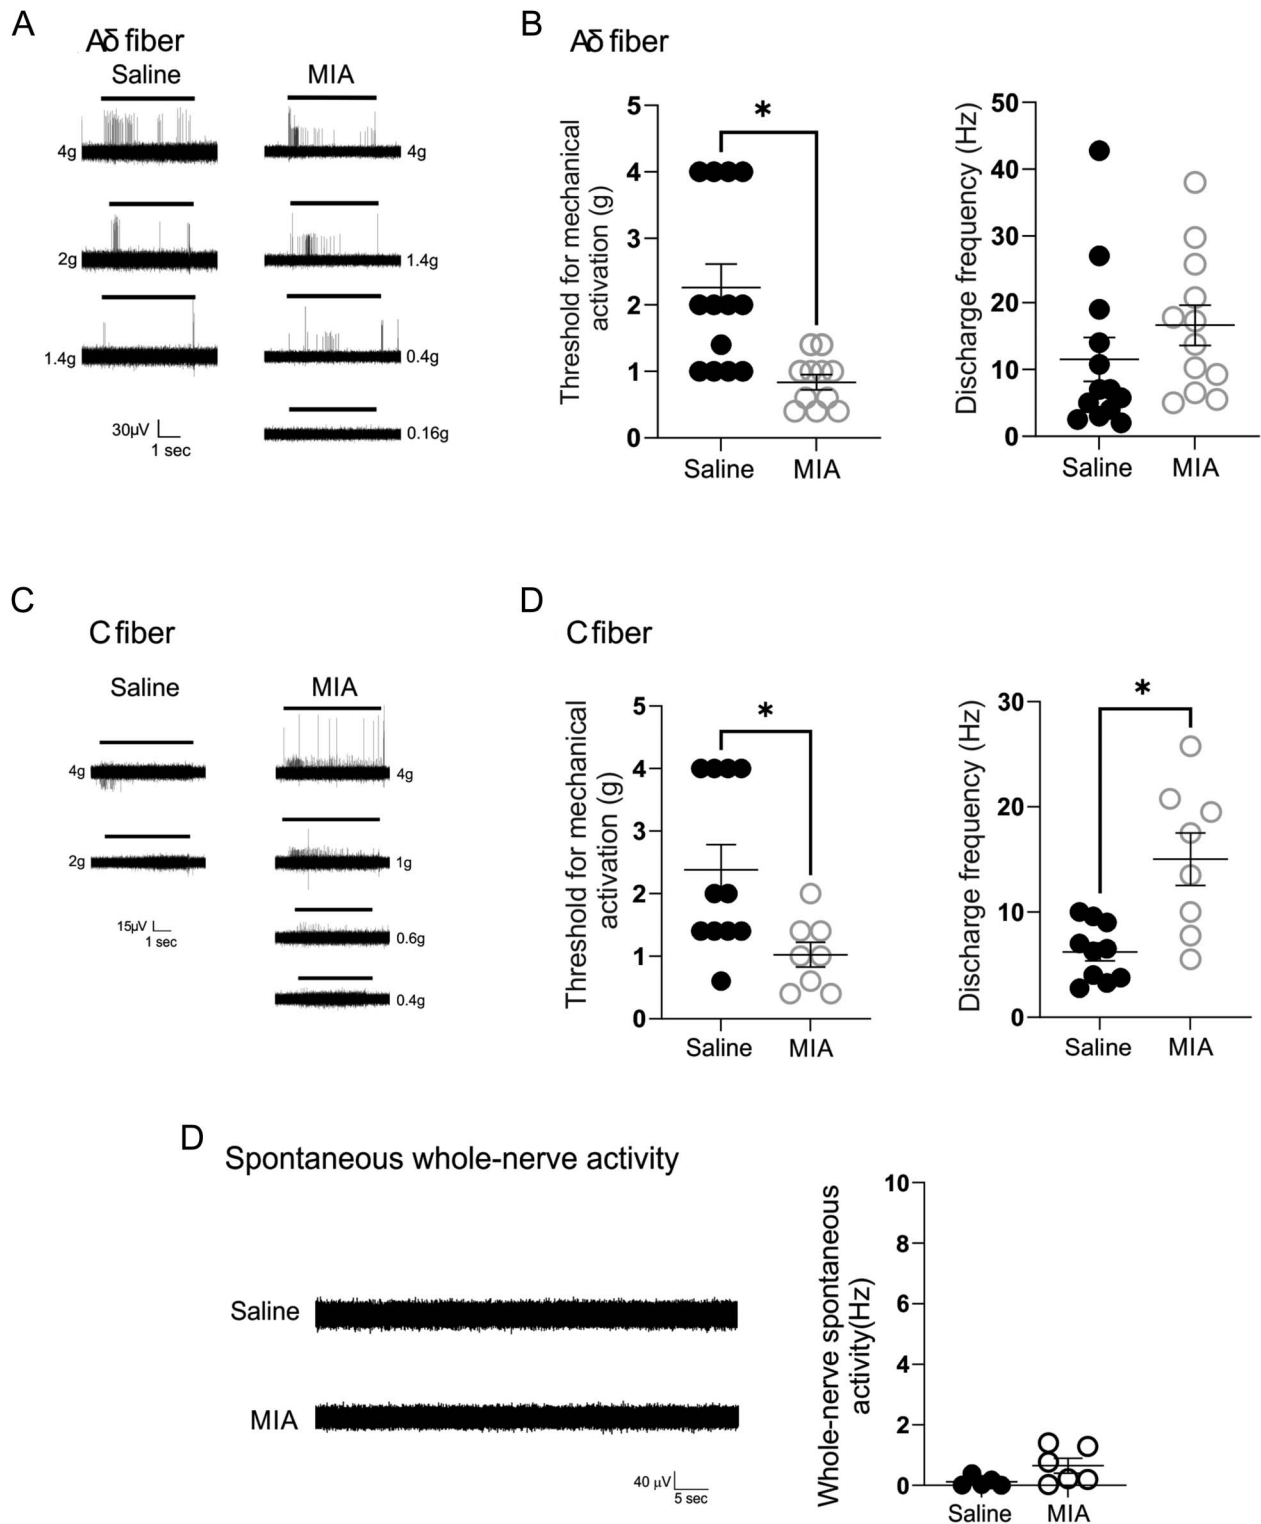 A
Aδ fiber
Saline
MIA
4g
4g
2g
1.4g
1.4g
0.4g
0.16g
30µV
1 sec
B
Aδ fiber
Threshold for mechanical
activation (g)
5
4
3
2
1
0
*
Saline
MIA
Discharge frequency (Hz)
50
40
30
20
10
0
Saline
MIA
C
C fiber
Saline
MIA
4g
4g
2g
1g
0.6g
0.4g
15µV
1 sec
D
C fiber
Threshold for mechanical
activation (g)
5
4
3
2
1
0
*
Saline
MIA
Discharge frequency (Hz)
30
20
10
0
*
Saline
MIA
D
Spontaneous whole-nerve activity
Saline
MIA
40 µV
5 sec
Whole-nerve spontaneous
activity(Hz)
10
8
6
4
2
0
Saline
MIA